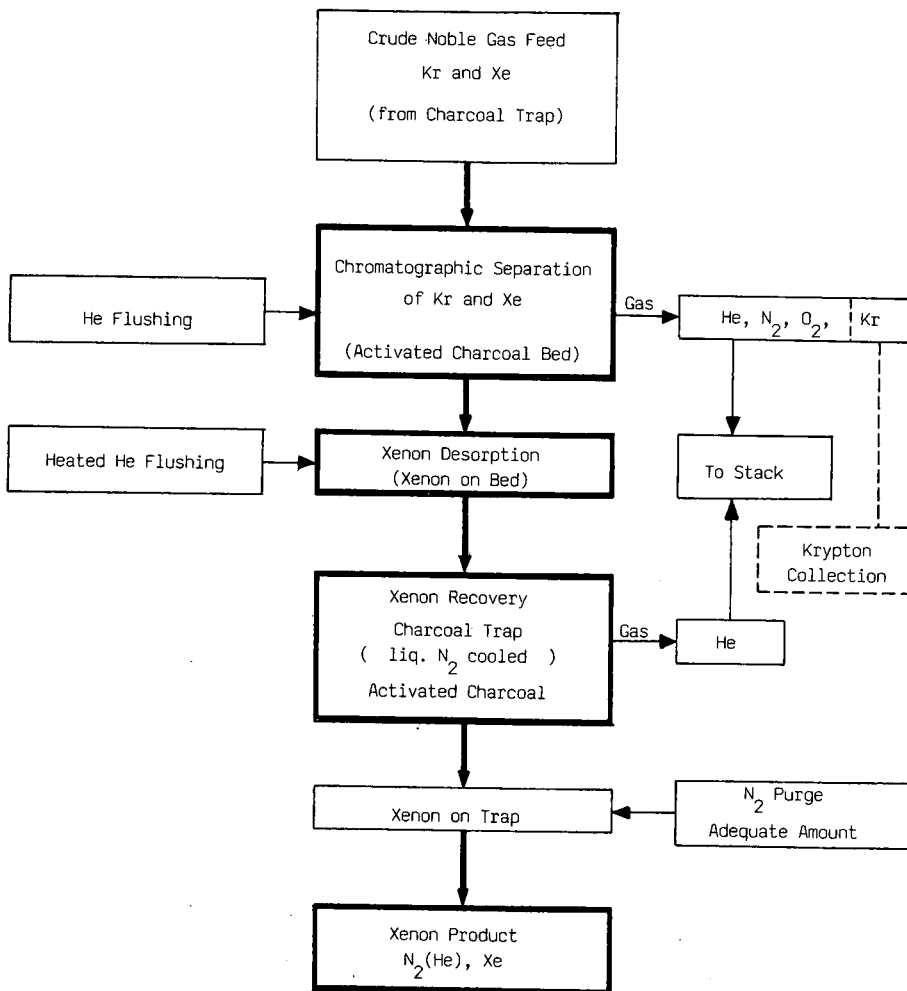 Crude Noble Gas Feed
Kr and Xe
(from Charcoal Trap)
Chromatographic Separation
of Kr and Xe
(Activated Charcoal Bed)
He Flushing
Gas
He, N2, O2, Kr
Heated He Flushing
Xenon Desorption
(Xenon on Bed)
To Stack
Krypton
Collection
Xenon Recovery
Charcoal Trap
( liq. N2 cooled )
Activated Charcoal
Gas
He
Xenon on Trap
N2 Purge
Adequate Amount
Xenon Product
N2(He), Xe